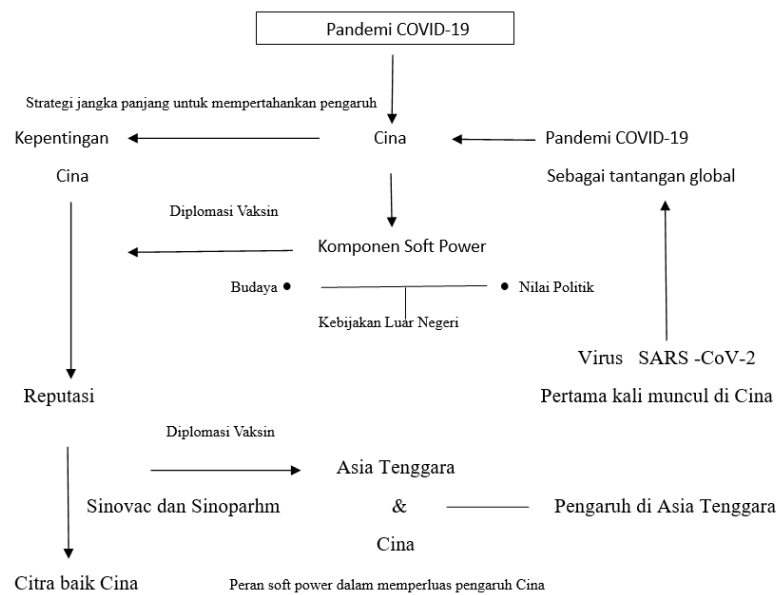 Pandemi COVID-19
Strategi jangka panjang untuk mempertahankan pengaruh
Kepentingan
Cina
Cina
Pandemi COVID-19
Sebagai tantangan global
Diplomasi Vaksin
Komponen Soft Power
Budaya •
• Nilai Politik
Kebijakan Luar Negeri
Virus SARS -CoV-2
Pertama kali muncul di Cina
Reputasi
Diplomasi Vaksin
Asia Tenggara
Sinovac dan Sinoparhm
&
Pengaruh di Asia Tenggara
Cina
Citra baik Cina
Peran soft power dalam memperluas pengaruh Cina